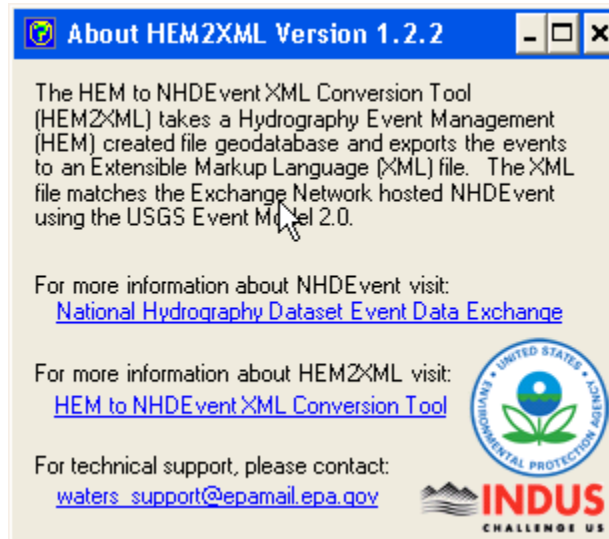 About HEM2XML Version 1.2.2
The HEM to NHDEvent XML Conversion Tool
(HEM2XML) takes a Hydrography Event Management
(HEM) created file geodatabase and exports the events
to an Extensible Markup Language (XML) file. The XML
file matches the Exchange Network hosted NHDEvent
using the USGS Event Model 2.0.
For more information about NHDEvent visit:
National Hydrography Dataset Event Data Exchange
For more information about HEM2XML visit:
HEM to NHDEvent XML Conversion Tool
UNITED STATES
ENVIRONMENTAL PROTECTION AGENCY
For technical support, please contact:
waters_support@epamail.epa.gov
INDUS
CHALLENGE US